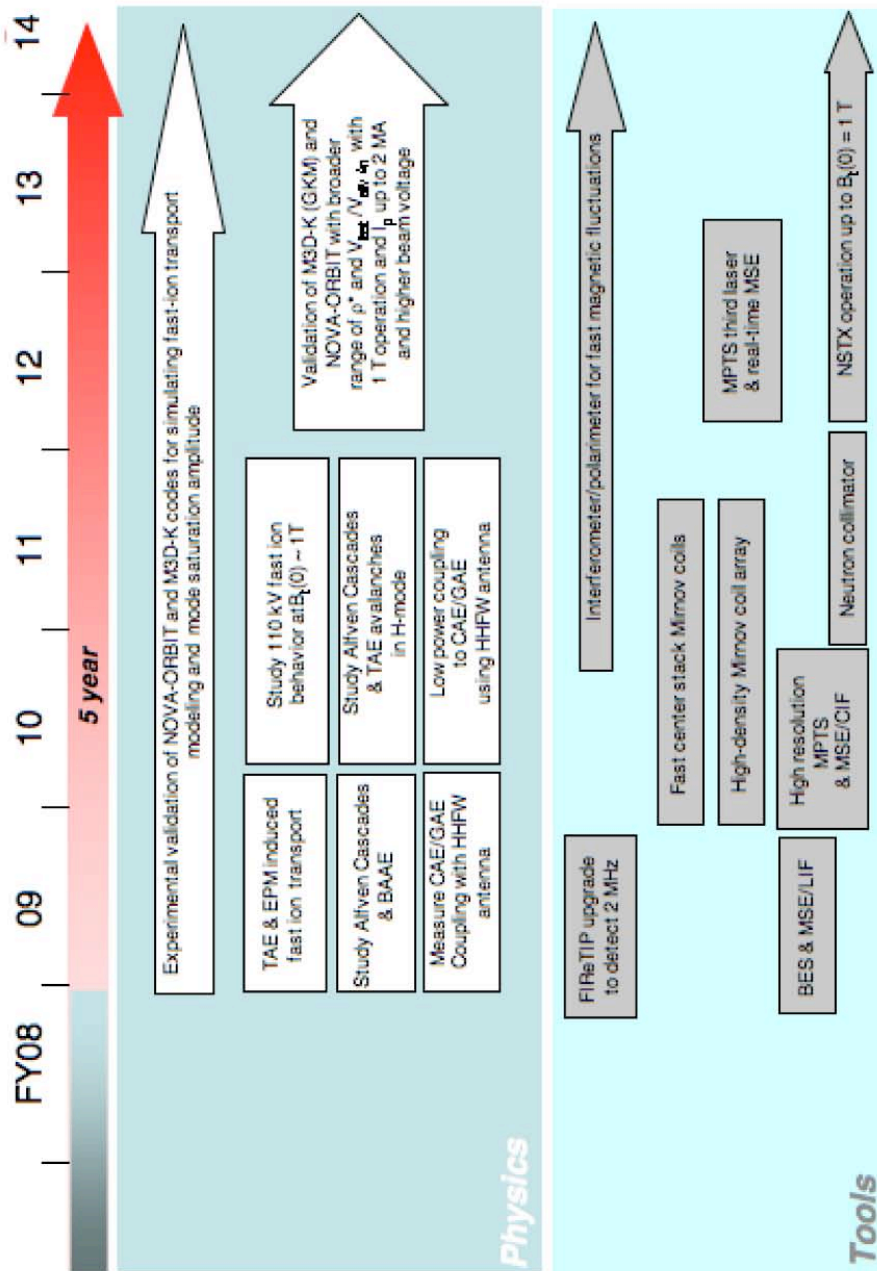 FY08 09 10 11 12 13 14
5 year
Experimental validation of NOVA-ORBIT and M3D-K codes for simulating fast-ion transport
modeling and mode saturation amplitude
TAE & EPM induced
fast ion transport
Study 110 kV fast ion
behavior at Bt(0) ~ 1T
Validation of M3D-K (GKM) and
NOVA-ORBIT with broader
range of ρ* and Vfast /Valfvén with
1 T operation and Ip up to 2 MA
and higher beam voltage
Study Alfven Cascades
& BAAE
Study Alfven Cascades
& TAE avalanches
in H-mode
Measure CAE/GAE
Coupling with HHFW
antenna
Low power coupling
to CAE/GAE
using HHFW antenna
Physics
FIReTIP upgrade
to detect 2 MHz
Interferometer/polarimeter for fast magnetic fluctuations
Fast center stack Mirnov coils
High-density Mirnov coil array
MPTS third laser
& real-time MSE
BES & MSE/LIF
High resolution
MPTS
& MSE/CIF
Neutron collimator
NSTX operation up to Bt(0) = 1 T
Tools